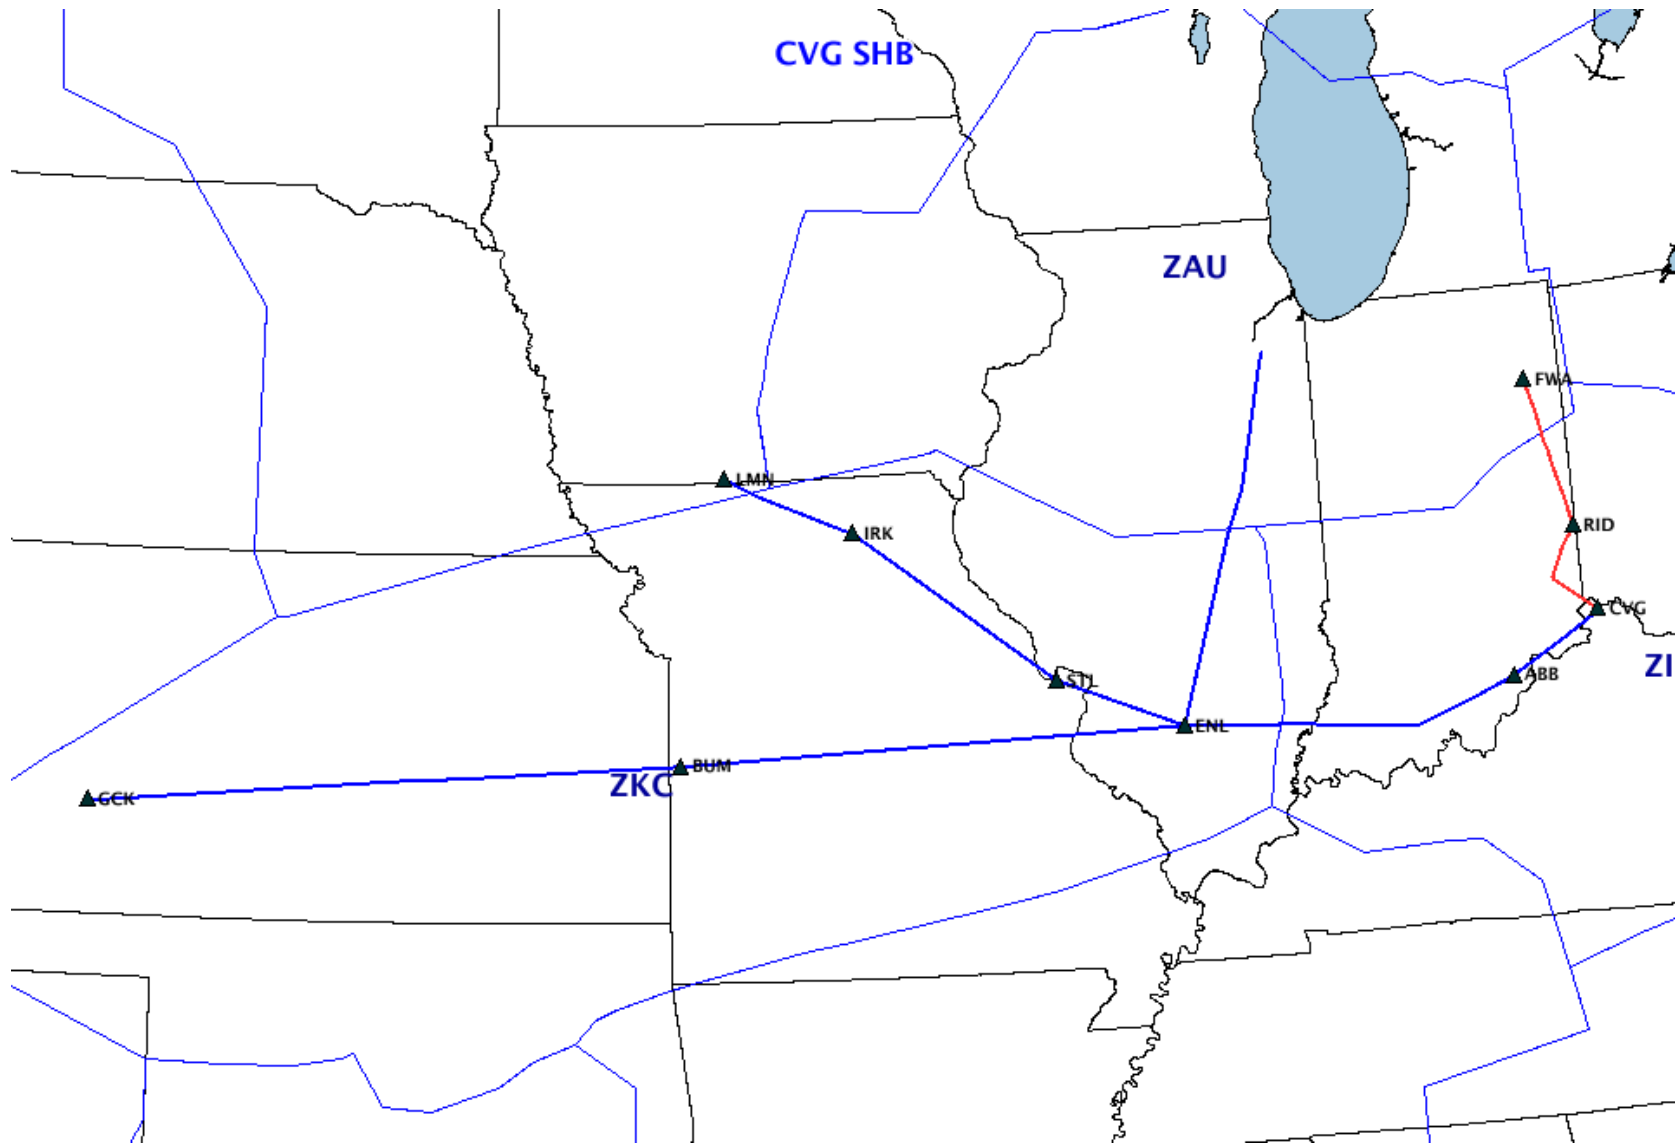 CVG SHB
ZAU
FWA
LMN
IRK
RID
CVG
ZI
STL
ABB
ENL
BUM
ZKC
GCK